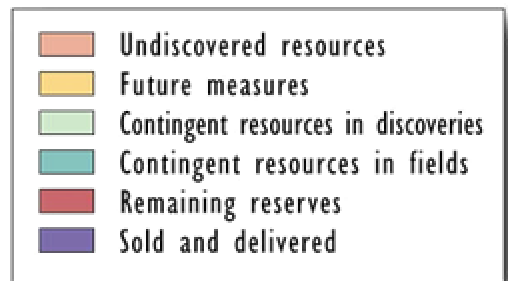 Undiscovered resources
Future measures
Contingent resources in discoveries
Contingent resources in fields
Remaining reserves
Sold and delivered